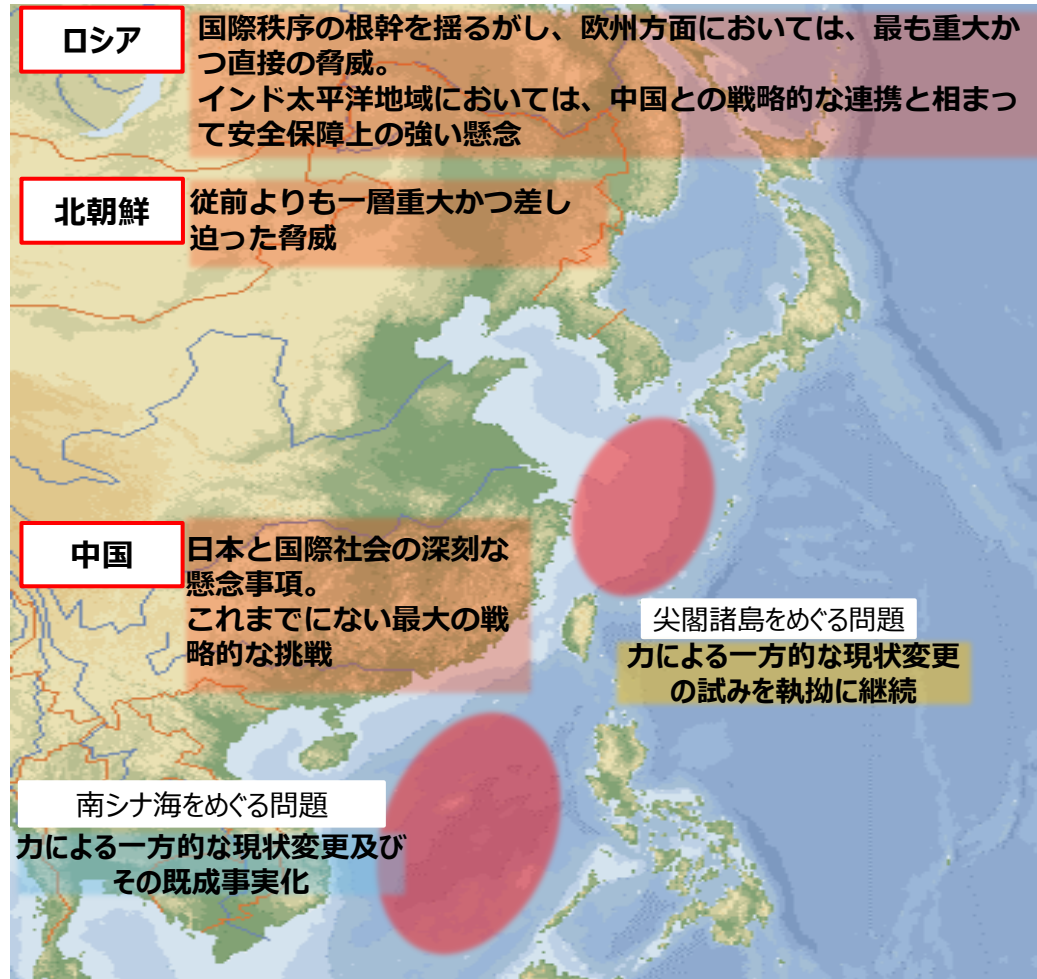 ロシア
国際秩序の根幹を揺るがし、欧州方面においては、最も重大か
つ直接の脅威。
インド太平洋地域においては、中国との戦略的な連携と相まっ
て安全保障上の強い懸念
北朝鮮
従前よりも一層重大かつ差し
迫った脅威
中国
日本と国際社会の深刻な
懸念事項。
これまでにない最大の戦
略的な挑戦
尖閣諸島をめぐる問題
力による一方的な現状変更
の試みを執拗に継続
南シナ海をめぐる問題
力による一方的な現状変更及び
その既成事実化